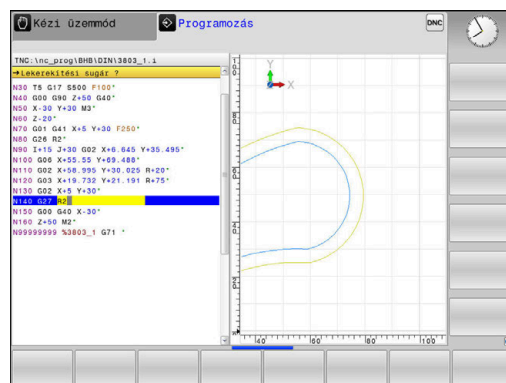 Kézi üzemmód
Programozás
DNC
TNC:\nc_prog\BHB\DIN\3803_1.i
→Lekerekítési sugár ?
N30 T5 G17 S500 F100*
N40 G00 G90 Z+50 G40*
N50 X-30 Y+30 M3*
N60 Z-20*
N70 G01 G41 X+5 Y+30 F250*
N80 G26 R2*
N90 I+15 J+30 G02 X+6.645 Y+35.495*
N100 G06 X+55.55 Y+69.488*
N110 G02 X+58.995 Y+30.025 R+20*
N120 G03 X+19.732 Y+21.191 R+75*
N130 G02 X+5 Y+30*
N140 G27 R2
N150 G00 G40 X-30*
N160 Z+50 M2*
N99999999 %3803_1 G71 *
Y
X
40
60
80
100